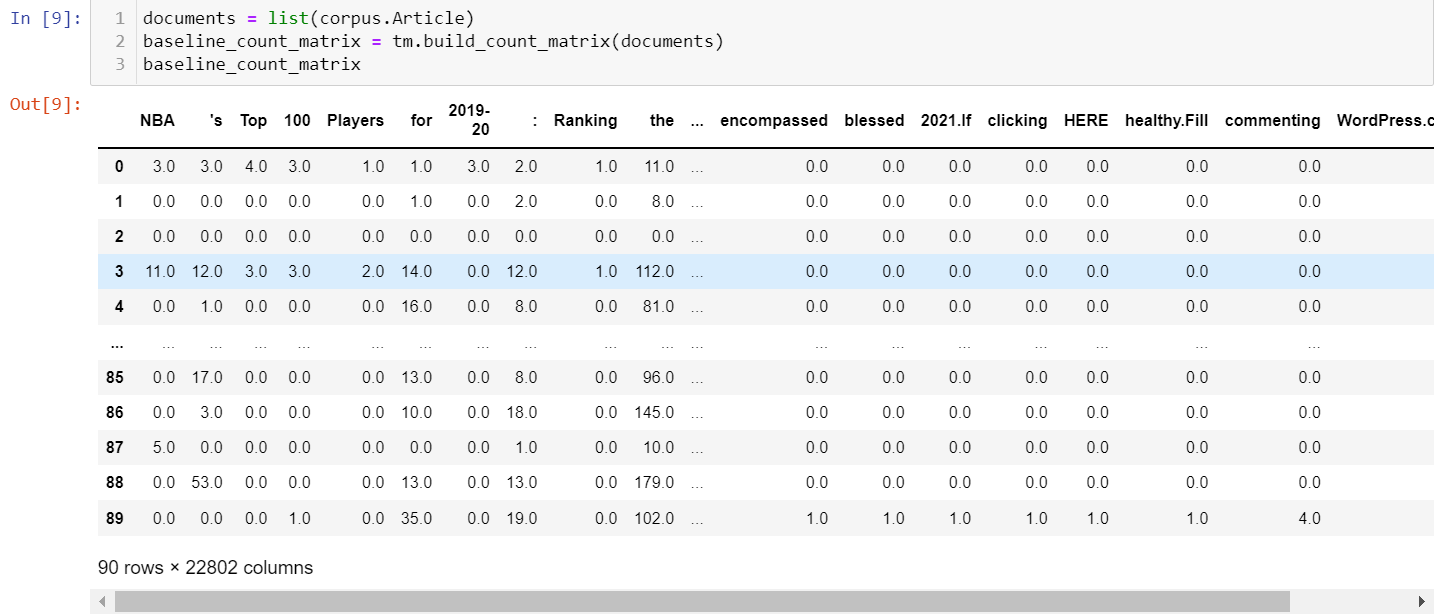 In [9]:
1 documents = list(corpus.Article)
2 baseline_count_matrix = tm.build_count_matrix(documents)
3 baseline_count_matrix
Out[9]:
NBA 's Top 100 Players for 2019-20 : Ranking the ... encompassed blessed 2021.If clicking HERE healthy.Fill commenting WordPress.c
0 3.0 3.0 4.0 3.0 1.0 1.0 3.0 2.0 1.0 11.0 ... 0.0 0.0 0.0 0.0 0.0 0.0 0.0
1 0.0 0.0 0.0 0.0 0.0 1.0 0.0 2.0 0.0 8.0 ... 0.0 0.0 0.0 0.0 0.0 0.0 0.0
2 0.0 0.0 0.0 0.0 0.0 0.0 0.0 0.0 0.0 0.0 ... 0.0 0.0 0.0 0.0 0.0 0.0 0.0
3 11.0 12.0 3.0 3.0 2.0 14.0 0.0 12.0 1.0 112.0 ... 0.0 0.0 0.0 0.0 0.0 0.0 0.0
4 0.0 1.0 0.0 0.0 0.0 16.0 0.0 8.0 0.0 81.0 ... 0.0 0.0 0.0 0.0 0.0 0.0 0.0
... ... ... ... ... ... ... ... ... ... ... ... ... ... ... ... ... ... ...
85 0.0 17.0 0.0 0.0 0.0 13.0 0.0 8.0 0.0 96.0 ... 0.0 0.0 0.0 0.0 0.0 0.0 0.0
86 0.0 3.0 0.0 0.0 0.0 10.0 0.0 18.0 0.0 145.0 ... 0.0 0.0 0.0 0.0 0.0 0.0 0.0
87 5.0 0.0 0.0 0.0 0.0 0.0 0.0 1.0 0.0 10.0 ... 0.0 0.0 0.0 0.0 0.0 0.0 0.0
88 0.0 53.0 0.0 0.0 0.0 13.0 0.0 13.0 0.0 179.0 ... 0.0 0.0 0.0 0.0 0.0 0.0 0.0
89 0.0 0.0 0.0 1.0 0.0 35.0 0.0 19.0 0.0 102.0 ... 1.0 1.0 1.0 1.0 1.0 1.0 4.0
90 rows × 22802 columns